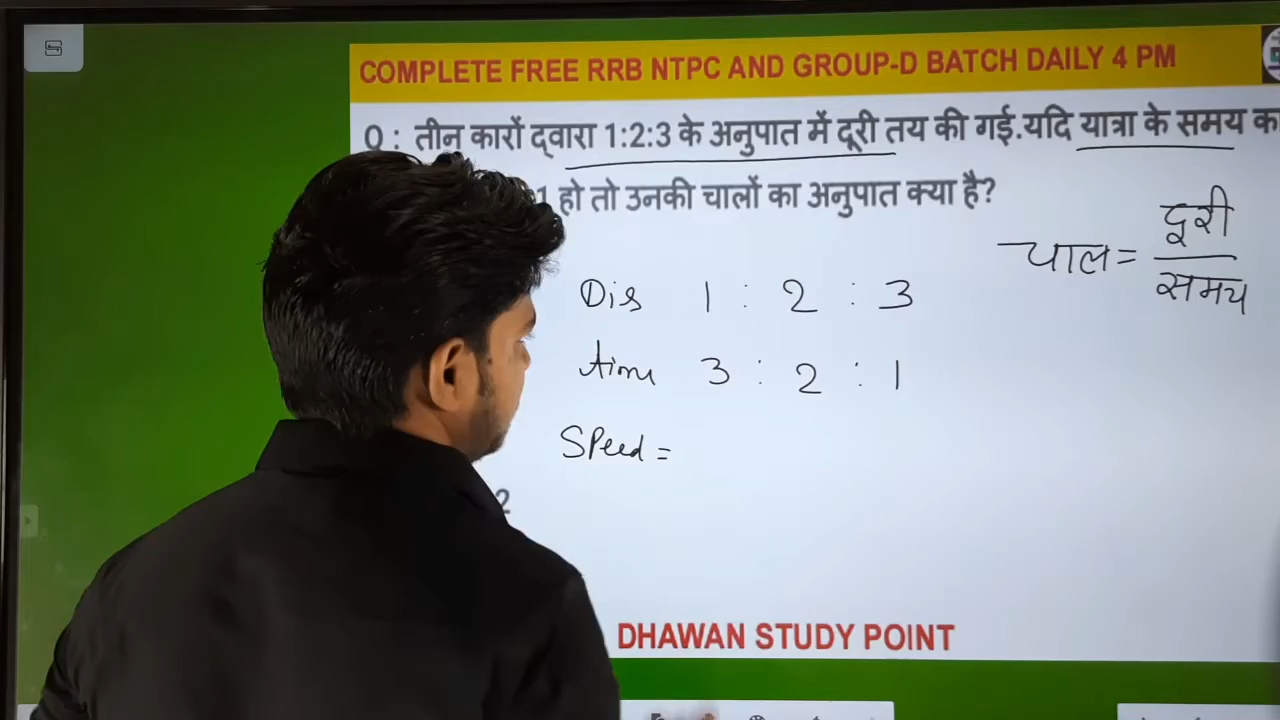 COMPLETE FREE RRB NTPC AND GROUP-D BATCH DAILY 4 PM
Q : तीन कारों द्वारा 1:2:3 के अनुपात में दूरी तय की गई.यदि यात्रा के समय का
हो तो उनकी चालों का अनुपात क्या है?
चाल = दूरी / समय
Dis 1 : 2 : 3
time 3 : 2 : 1
Speed =
2
DHAWAN STUDY POINT